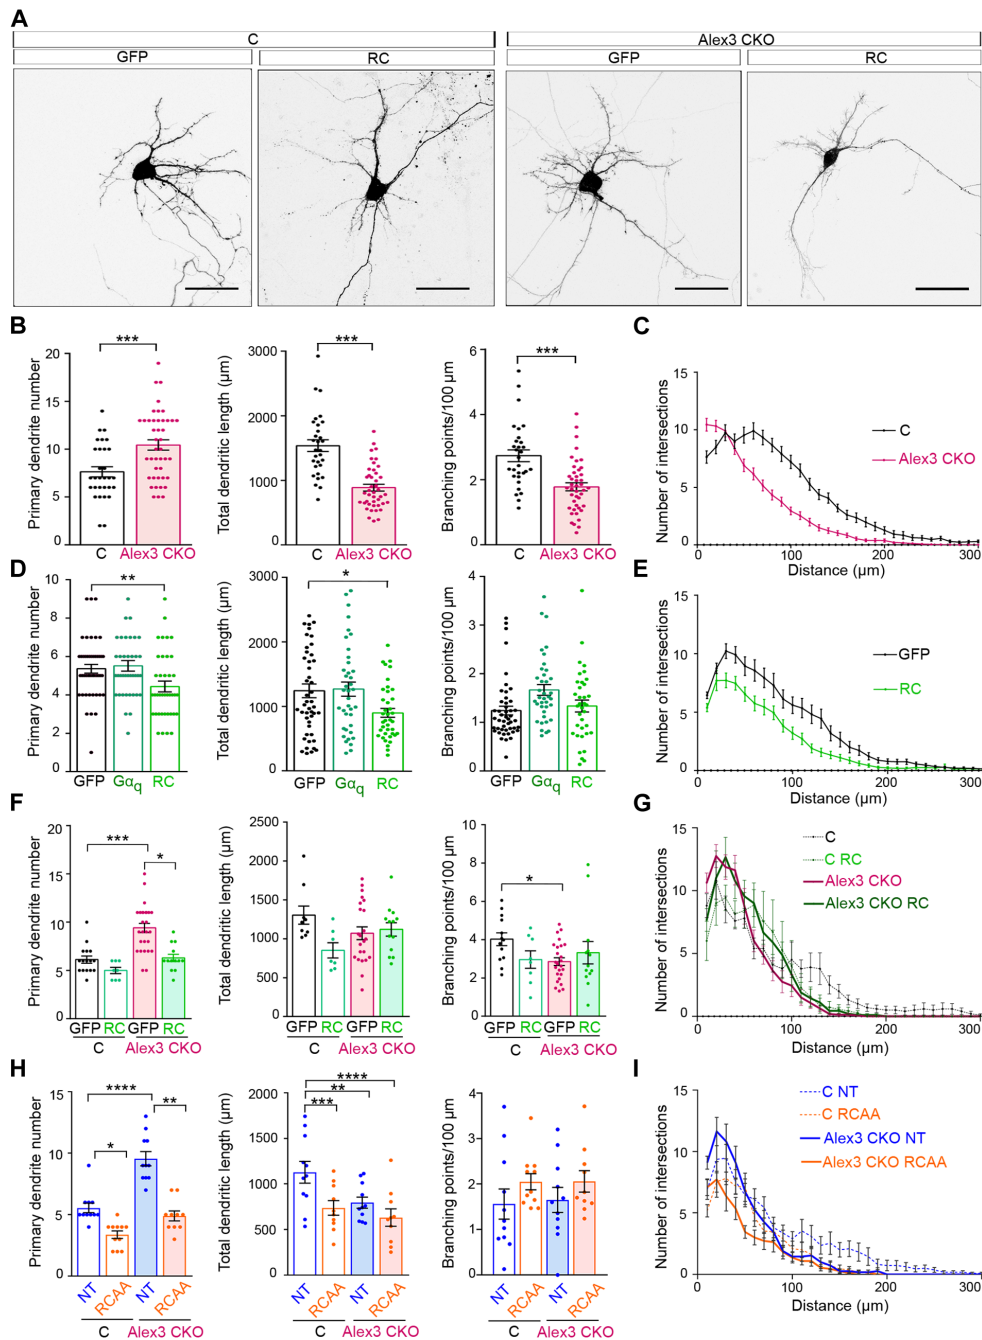 A
C
Alex3 CKO
GFP
RC
GFP
RC
B
***
Primary dendrite number
20
15
10
5
0
C
Alex3 CKO
***
Total dendritic length (µm)
3000
2000
1000
0
C
Alex3 CKO
***
Branching points/100 µm
6
4
2
0
C
Alex3 CKO
C
Number of intersections
15
10
5
0
100
200
300
Distance (µm)
C
Alex3 CKO
D
**
Primary dendrite number
10
8
6
4
2
0
GFP
Gαq
RC
*
Total dendritic length (µm)
3000
2000
1000
0
GFP
Gαq
RC
Branching points/100 µm
4
3
2
1
0
GFP
Gαq
RC
E
Number of intersections
15
10
5
0
100
200
300
Distance (µm)
GFP
RC
F
***
*
Primary dendrite number
20
15
10
5
0
GFP
RC
GFP
RC
C
Alex3 CKO
Total dendritic length (µm)
2500
2000
1500
1000
500
0
GFP
RC
GFP
RC
C
Alex3 CKO
*
Branching points/100 µm
10
8
6
4
2
0
GFP
RC
GFP
RC
C
Alex3 CKO
G
Number of intersections
15
10
5
0
100
200
300
Distance (µm)
C
C RC
Alex3 CKO
Alex3 CKO RC
H
****
**
*
Primary dendrite number
15
10
5
0
NT
RCAA
NT
RCAA
C
Alex3 CKO
****
**
***
Total dendritic length (µm)
2000
1500
1000
500
0
NT
RCAA
NT
RCAA
C
Alex3 CKO
Branching points/100 µm
4
3
2
1
0
NT
RCAA
NT
RCAA
C
Alex3 CKO
I
Number of intersections
15
10
5
0
100
200
300
Distance (µm)
C NT
C RCAA
Alex3 CKO NT
Alex3 CKO RCAA